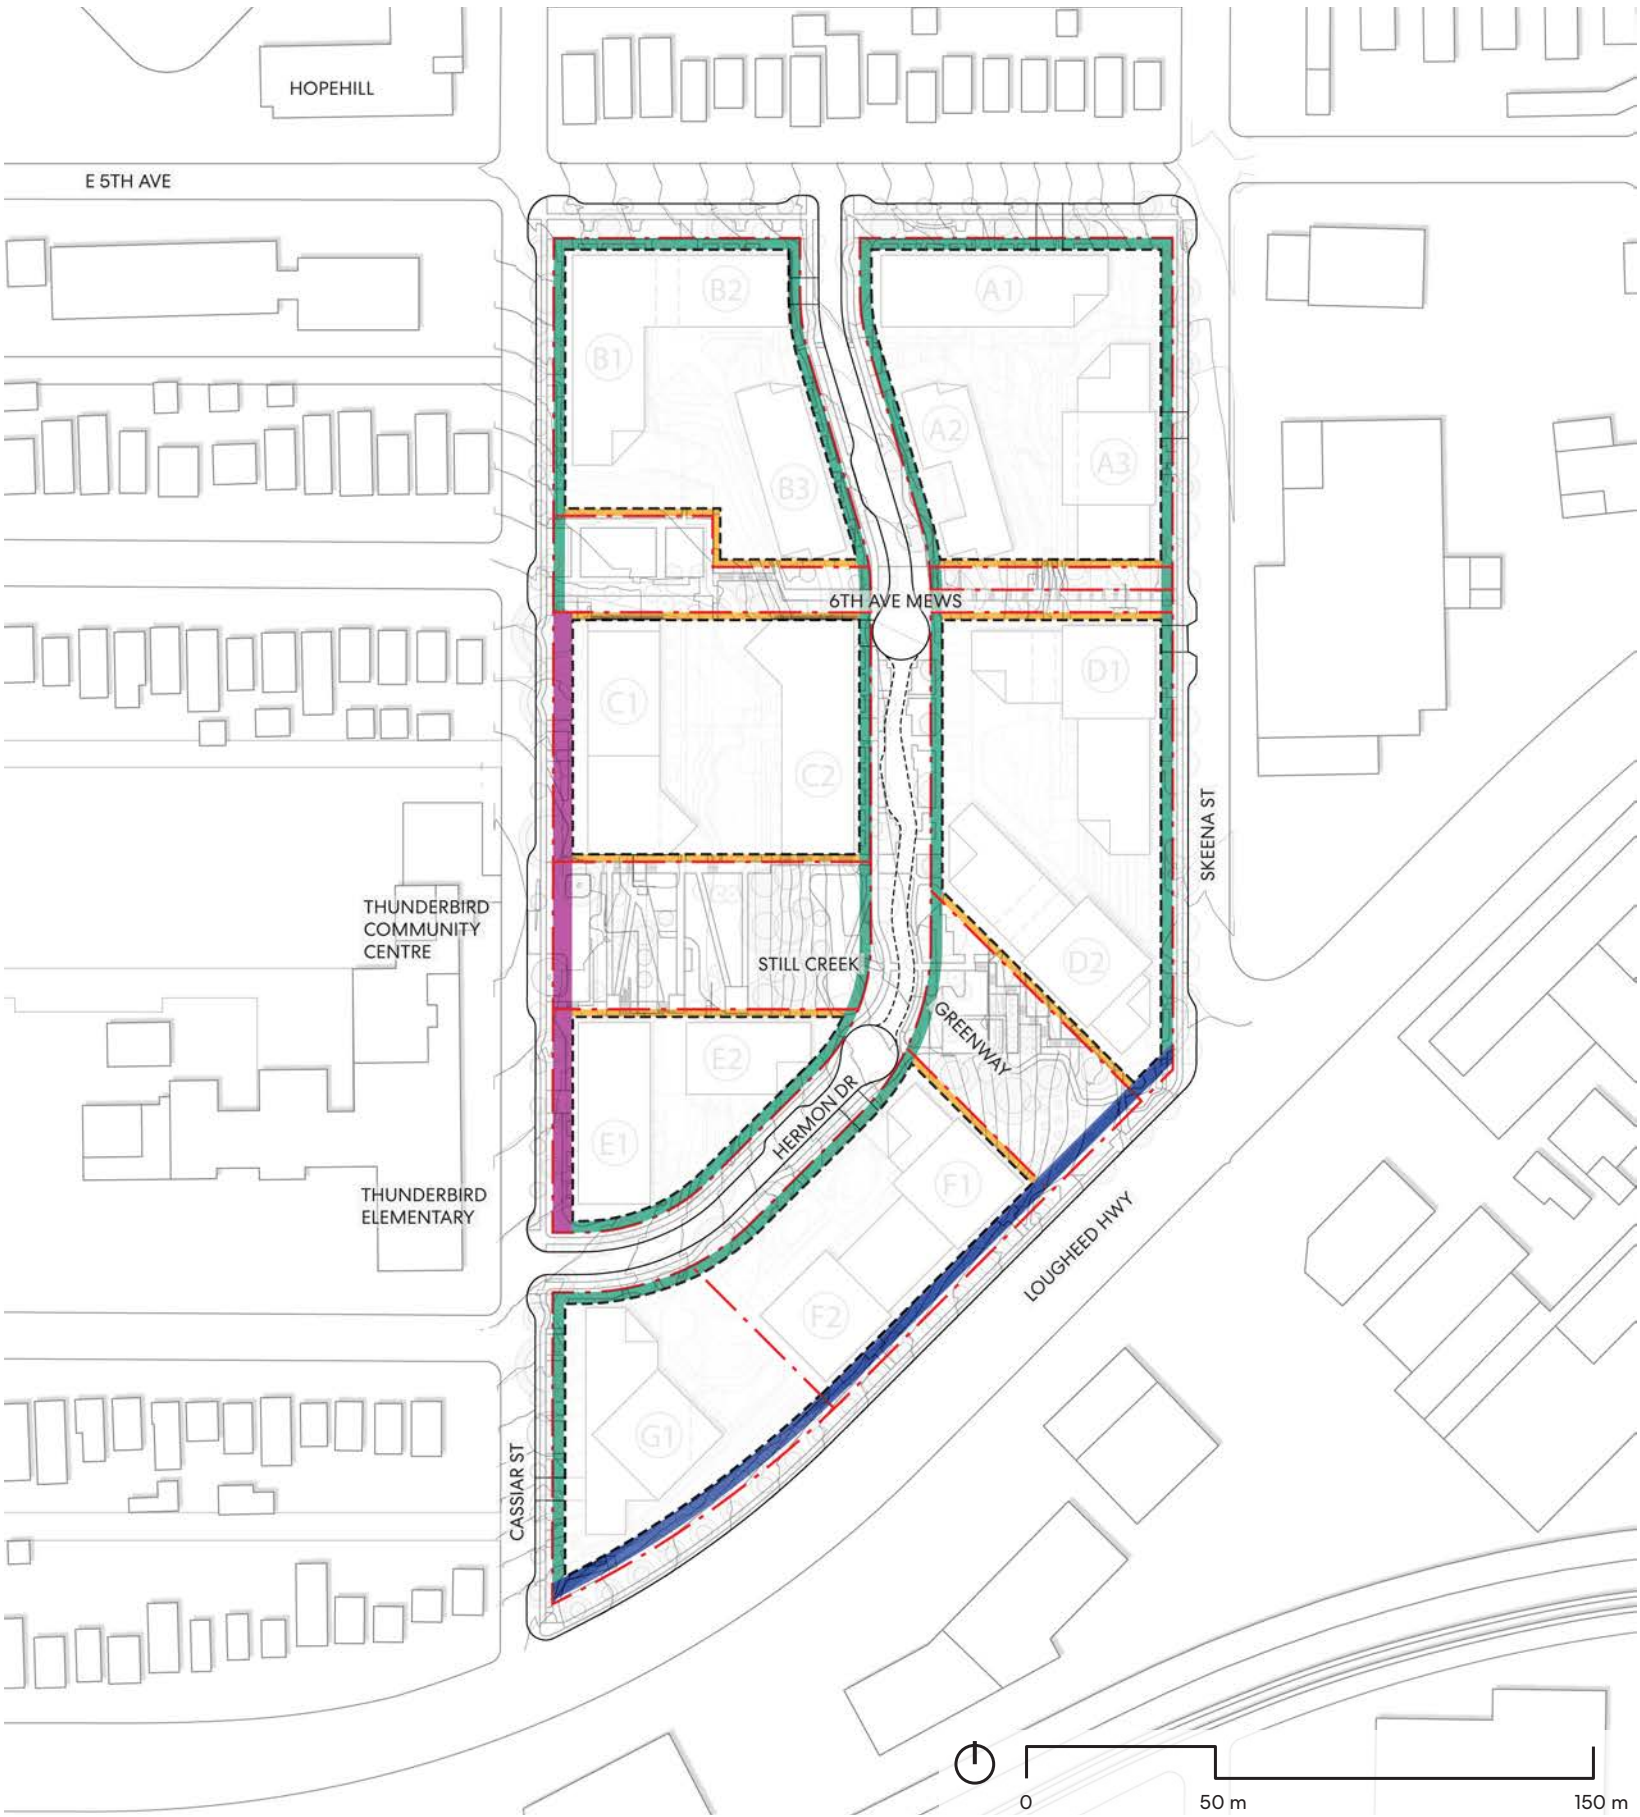 HOPEHILL
E 5TH AVE
B2
A1
B1
A2
A3
B3
6TH AVE MEWS
D1
C1
C2
SKEENA ST
THUNDERBIRD
COMMUNITY
CENTRE
STILL CREEK
D2
GREENWAY
E2
HERMON DR
E1
F1
THUNDERBIRD
ELEMENTARY
LOUGHEED HWY
F2
G1
CASSIAR ST
0
50 m
150 m